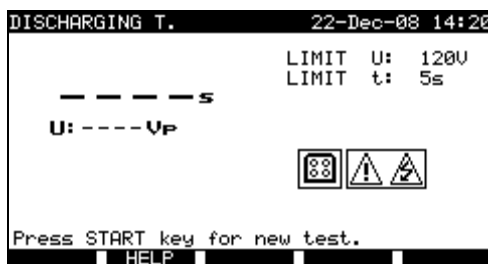 DISCHARGING T. 22-Dec-08 14:20
LIMIT U: 120V
LIMIT t: 5s
----s
U:----Vp
Press START key for new test.
HELP